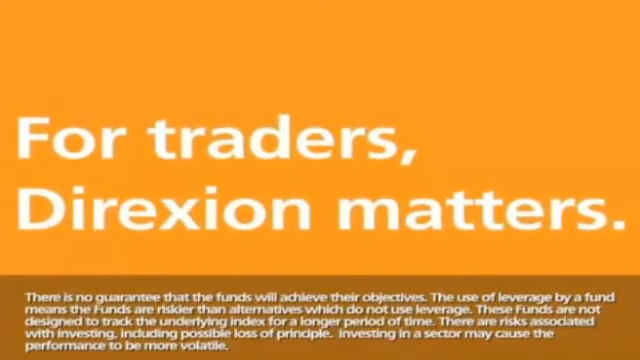 For traders,
Direxion matters.
There is no guarantee that the funds will achieve their objectives. The use of leverage by a fund
means the Funds are riskier than alternatives which do not use leverage. These Funds are not
designed to track the underlying index for a longer period of time. There are risks associated
with investing, including possible loss of principle. Investing in a sector may cause the
performance to be more volatile.